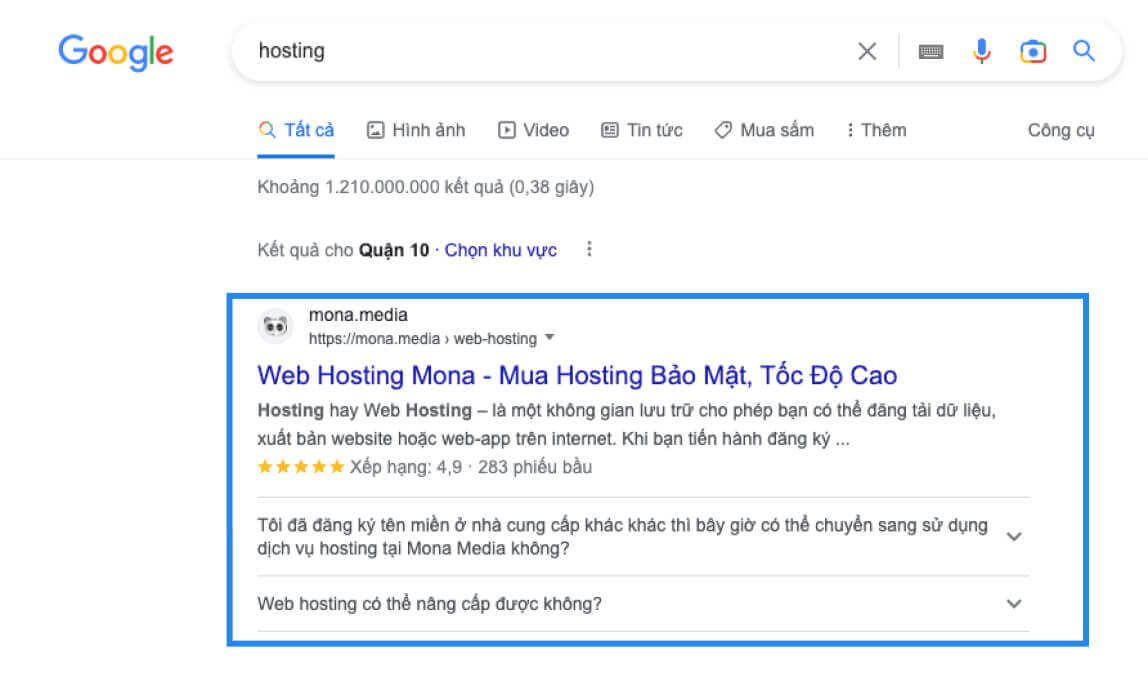 Google
hosting
Tất cả
Hình ảnh
Video
Tin tức
Mua sắm
Thêm
Công cụ
Khoảng 1.210.000.000 kết quả (0,38 giây)
Kết quả cho Quận 10 · Chọn khu vực
mona.media
https://mona.media › web-hosting
Web Hosting Mona - Mua Hosting Bảo Mật, Tốc Độ Cao
Hosting hay Web Hosting – là một không gian lưu trữ cho phép bạn có thể đăng tải dữ liệu,
xuất bản website hoặc web-app trên internet. Khi bạn tiến hành đăng ký ...
Xếp hạng: 4,9 · 283 phiếu bầu
Tôi đã đăng ký tên miền ở nhà cung cấp khác khác thì bây giờ có thể chuyển sang sử dụng
dịch vụ hosting tại Mona Media không?
Web hosting có thể nâng cấp được không?